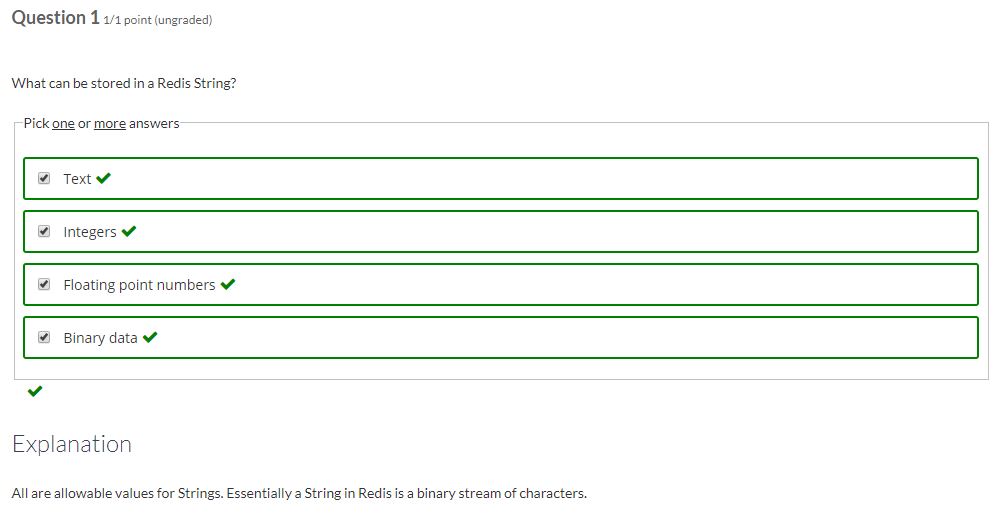 Question 1 1/1 point (ungraded)
What can be stored in a Redis String?
Pick one or more answers
Text
Integers
Floating point numbers
Binary data
Explanation
All are allowable values for Strings. Essentially a String in Redis is a binary stream of characters.